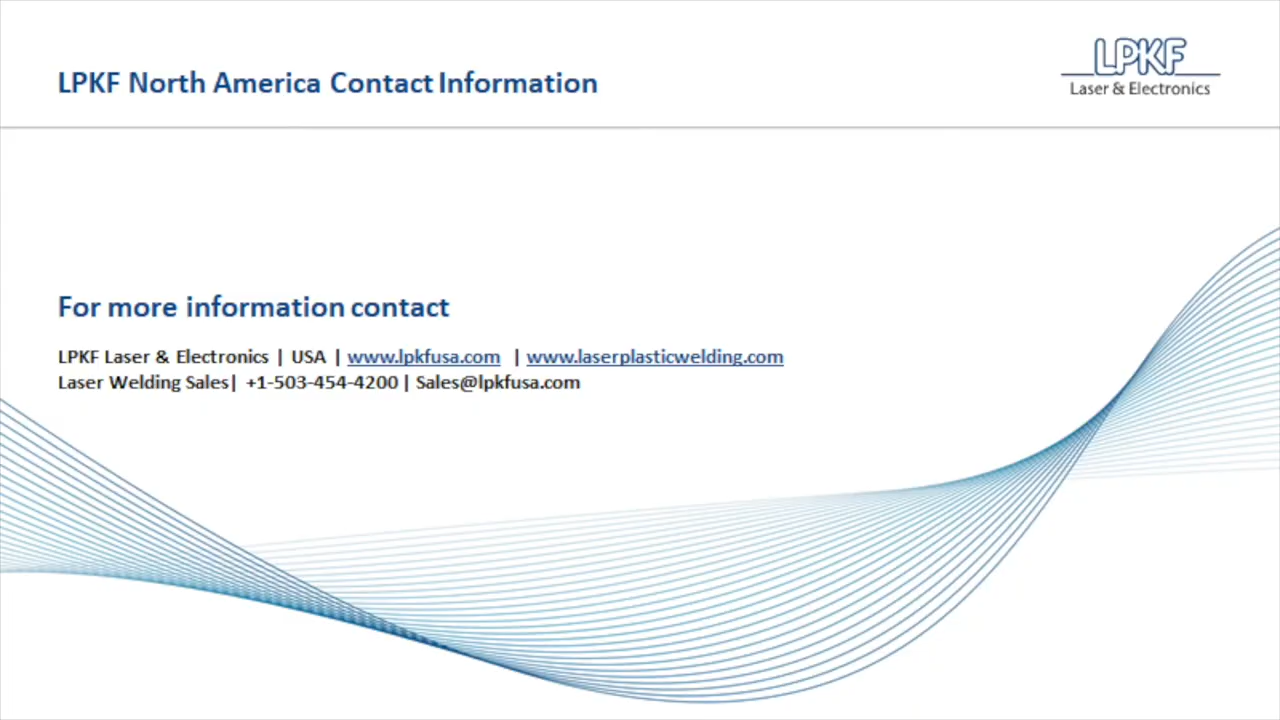 LPKF North America Contact Information
LPKF
Laser & Electronics
For more information contact
LPKF Laser & Electronics | USA | www.lpkfusa.com | www.laserplasticwelding.com
Laser Welding Sales| +1-503-454-4200 | Sales@lpkfusa.com